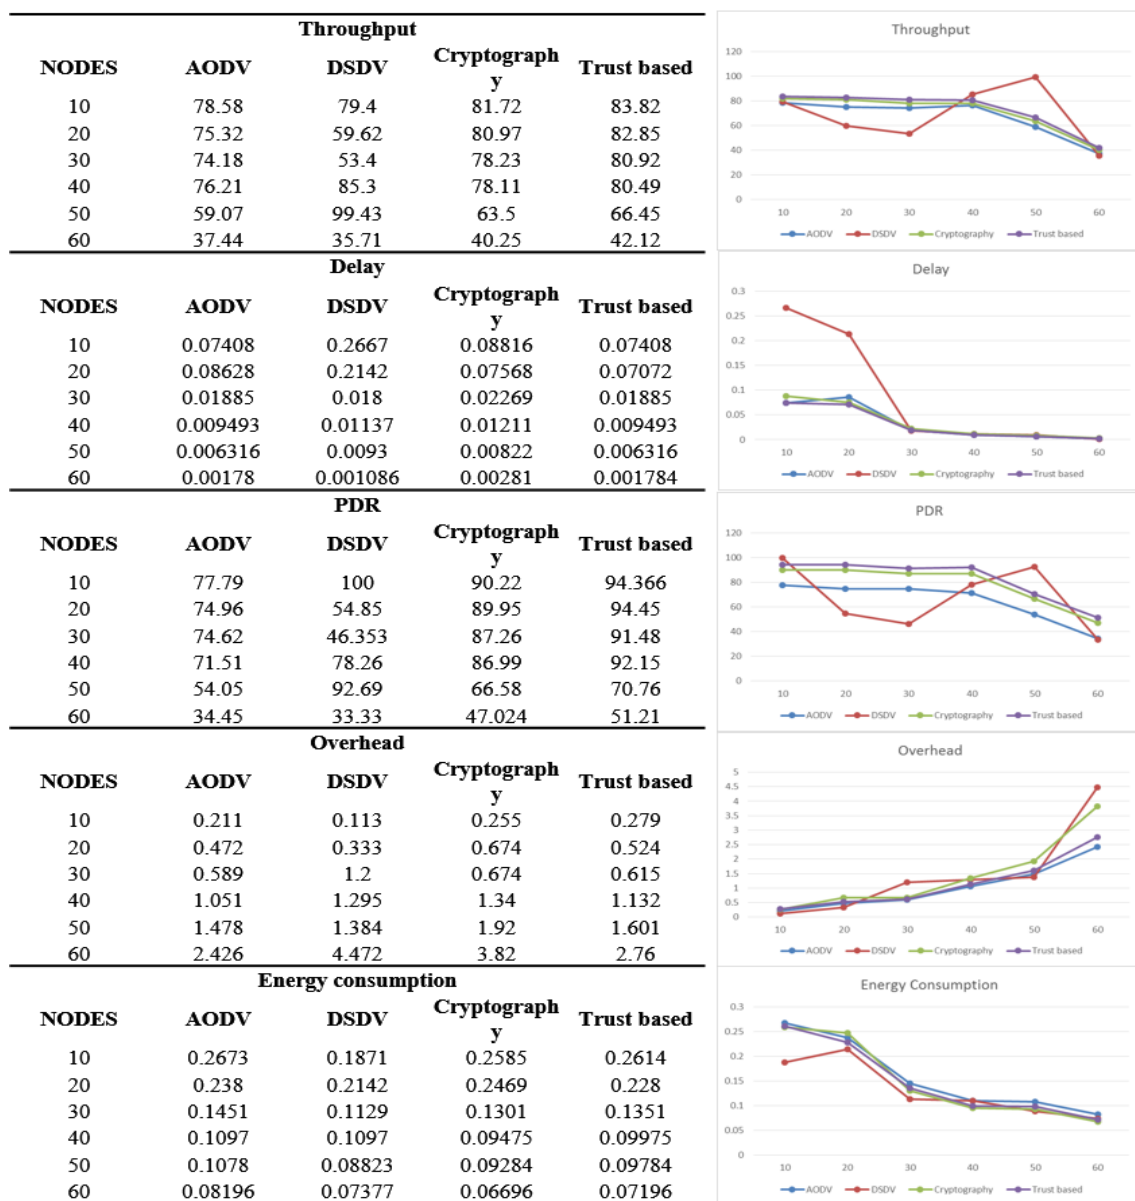 Throughput
NODES AODV DSDV Cryptograph
y Trust based
10 78.58 79.4 81.72 83.82
20 75.32 59.62 80.97 82.85
30 74.18 53.4 78.23 80.92
40 76.21 85.3 78.11 80.49
50 59.07 99.43 63.5 66.45
60 37.44 35.71 40.25 42.12
Delay
NODES AODV DSDV Cryptograph
y Trust based
10 0.07408 0.2667 0.08816 0.07408
20 0.08628 0.2142 0.07568 0.07072
30 0.01885 0.018 0.02269 0.01885
40 0.009493 0.01137 0.01211 0.009493
50 0.006316 0.0093 0.00822 0.006316
60 0.00178 0.001086 0.00281 0.001784
PDR
NODES AODV DSDV Cryptograph
y Trust based
10 77.79 100 90.22 94.366
20 74.96 54.85 89.95 94.45
30 74.62 46.353 87.26 91.48
40 71.51 78.26 86.99 92.15
50 54.05 92.69 66.58 70.76
60 34.45 33.33 47.024 51.21
Overhead
NODES AODV DSDV Cryptograph
y Trust based
10 0.211 0.113 0.255 0.279
20 0.472 0.333 0.674 0.524
30 0.589 1.2 0.674 0.615
40 1.051 1.295 1.34 1.132
50 1.478 1.384 1.92 1.601
60 2.426 4.472 3.82 2.76
Energy consumption
NODES AODV DSDV Cryptograph
y Trust based
10 0.2673 0.1871 0.2585 0.2614
20 0.238 0.2142 0.2469 0.228
30 0.1451 0.1129 0.1301 0.1351
40 0.1097 0.1097 0.09475 0.09975
50 0.1078 0.08823 0.09284 0.09784
60 0.08196 0.07377 0.06696 0.07196
Throughput
120
100
80
60
40
20
0
10 20 30 40 50 60
AODV DSDV Cryptography Trust based
Delay
0.3
0.25
0.2
0.15
0.1
0.05
0
10 20 30 40 50 60
AODV DSDV Cryptography Trust based
PDR
120
100
80
60
40
20
0
10 20 30 40 50 60
AODV DSDV Cryptography Trust based
Overhead
5
4.5
4
3.5
3
2.5
2
1.5
1
0.5
0
10 20 30 40 50 60
AODV DSDV Cryptography Trust based
Energy Consumption
0.3
0.25
0.2
0.15
0.1
0.05
0
10 20 30 40 50 60
AODV DSDV Cryptography Trust based